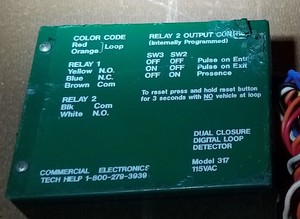 COLOR CODE
Red
Orange
Loop
RELAY 1
Yellow N.O.
Blue N.C.
Brown Com
RELAY 2
Blk Com
White N.O.
RELAY 2 OUTPUT
(Internally Programmed)
SW3 SW2
OFF OFF Pulse on
ON OFF Pulse on Exit
OFF ON Presence
To reset press and hold reset button
for 3 seconds with NO vehicle at loop
DUAL CLOSURE
DIGITAL LOOP
DETECTOR
Model 317
115VAC
COMMERCIAL ELECTRONICS
TECH HELP 1-800-279-3939